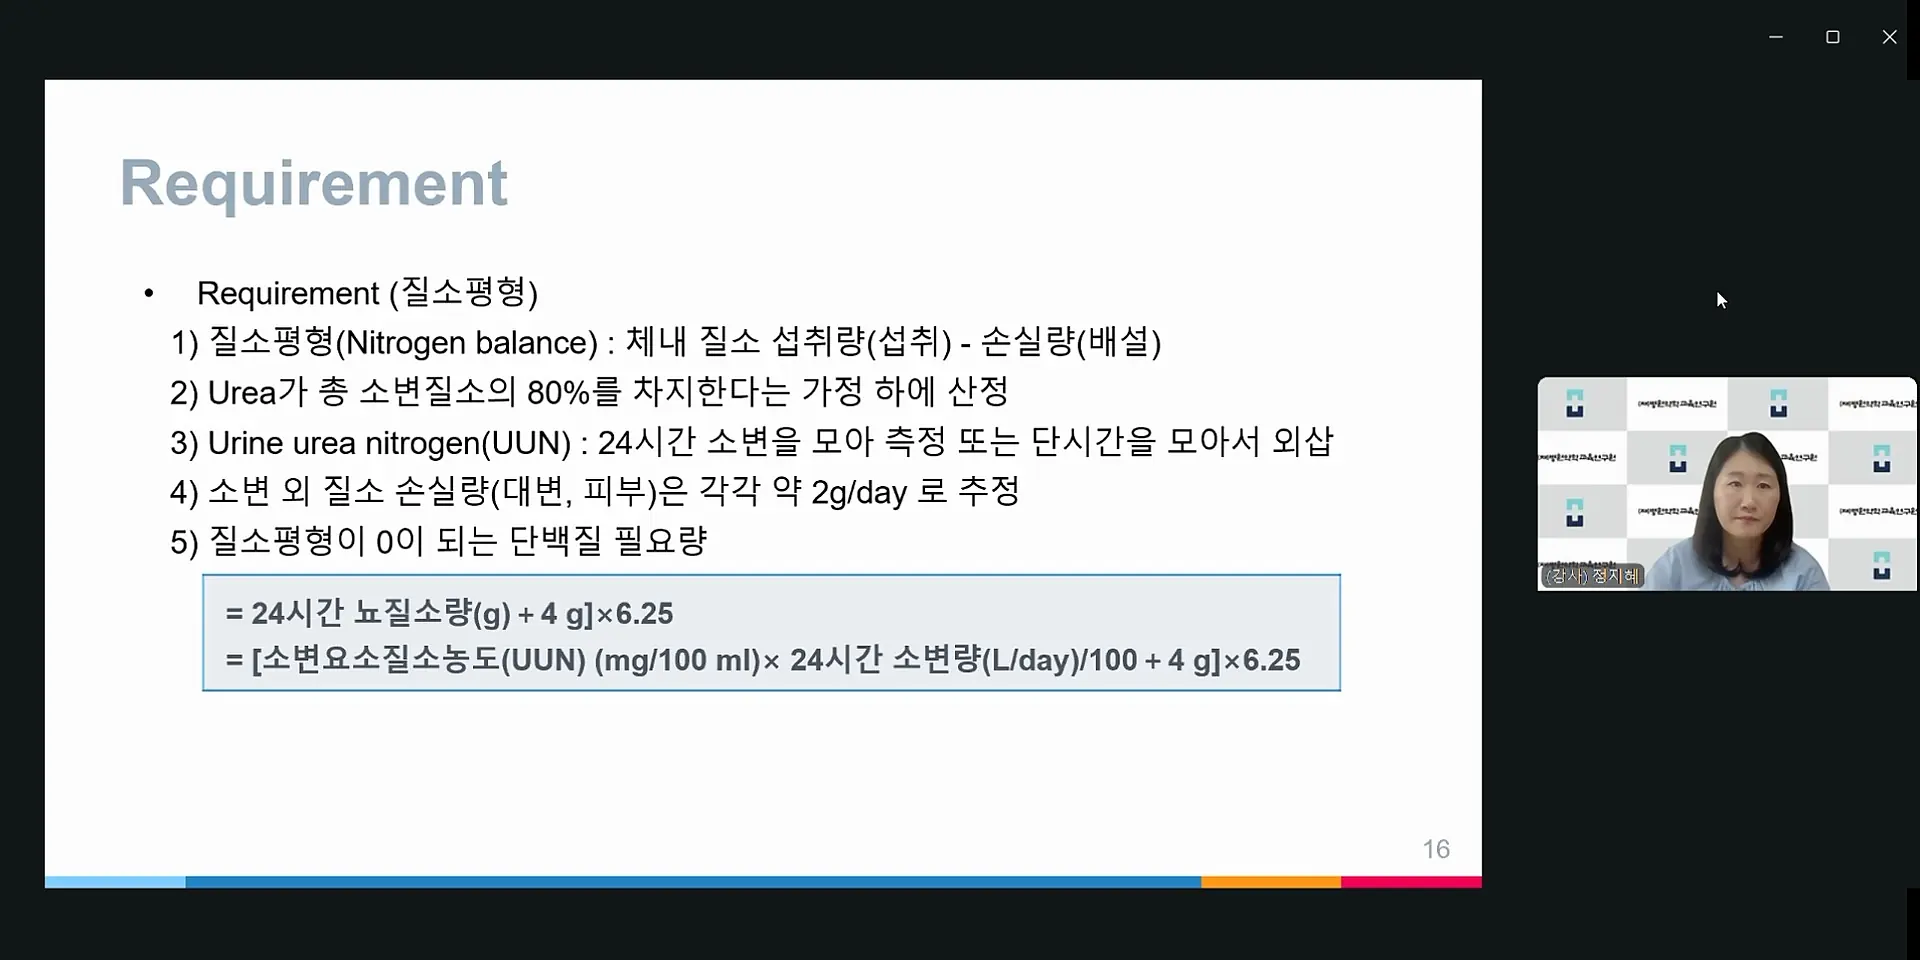 Requirement
• Requirement (질소평형)
1) 질소평형(Nitrogen balance) : 체내 질소 섭취량(섭취) - 손실량(배설)
2) Urea가 총 소변질소의 80%를 차지한다는 가정 하에 산정
3) Urine urea nitrogen(UUN) : 24시간 소변을 모아 측정 또는 단시간을 모아서 외삽
4) 소변 외 질소 손실량(대변, 피부)은 각각 약 2g/day 로 추정
5) 질소평형이 0이 되는 단백질 필요량
= 24시간 뇨질소량(g) + 4 g]×6.25
= [소변요소질소농도(UUN) (mg/100 ml)× 24시간 소변량(L/day)/100 + 4 g]×6.25
16
(강사) 정지혜